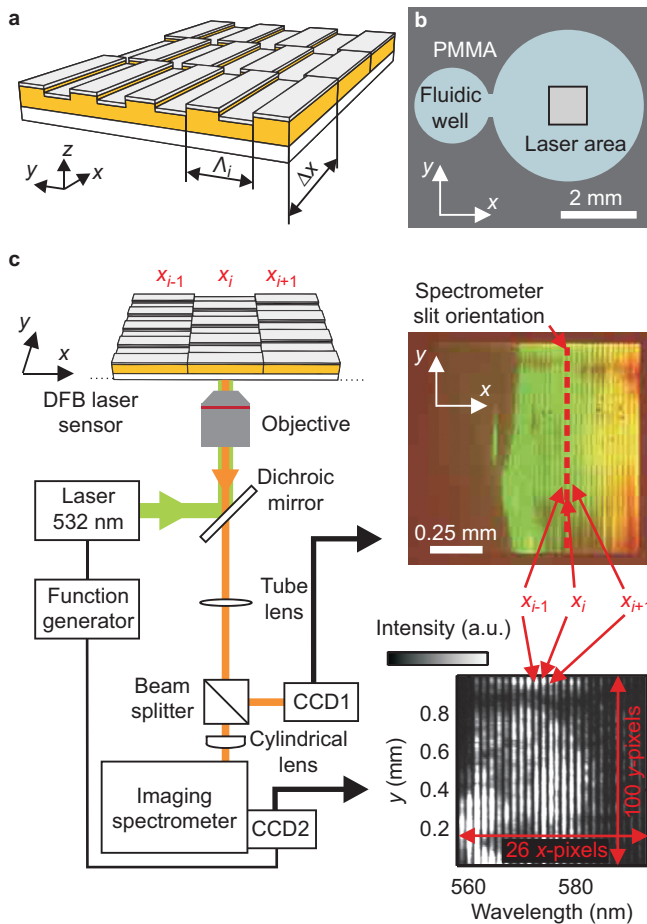 a
z
y
x
Λi
Δx
b
PMMA
Fluidic
well
Laser area
y
x
2 mm
c
xi-1
xi
xi+1
y
x
DFB laser
sensor
Objective
Dichroic
mirror
Laser
532 nm
Function
generator
Tube
lens
Beam
splitter
CCD1
Cylindrical
lens
Imaging
spectrometer
CCD2
Spectrometer
slit orientation
y
x
0.25 mm
xi-1
xi
xi+1
Intensity (a.u.)
0.8
0.6
0.4
0.2
y (mm)
100 y-pixels
26 x-pixels
560
580
Wavelength (nm)